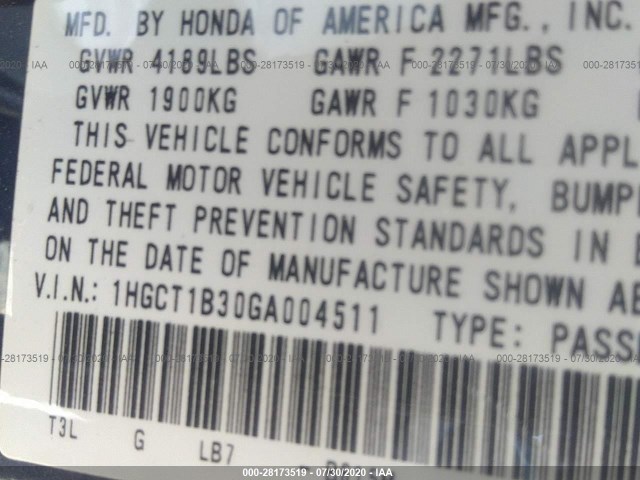 MFD. BY HONDA OF AMERICA MFG., INC.
GVWR 4189LBS GAWR F 2271LBS
GVWR 1900KG GAWR F 1030KG
THIS VEHICLE CONFORMS TO ALL APPL
FEDERAL MOTOR VEHICLE SAFETY, BUMP
AND THEFT PREVENTION STANDARDS IN
ON THE DATE OF MANUFACTURE SHOWN AB
V.I.N.: 1HGCT1B30GA004511 TYPE: PASSE
T3L G LB7
000-28173519 - 07/30/2020 - IAA